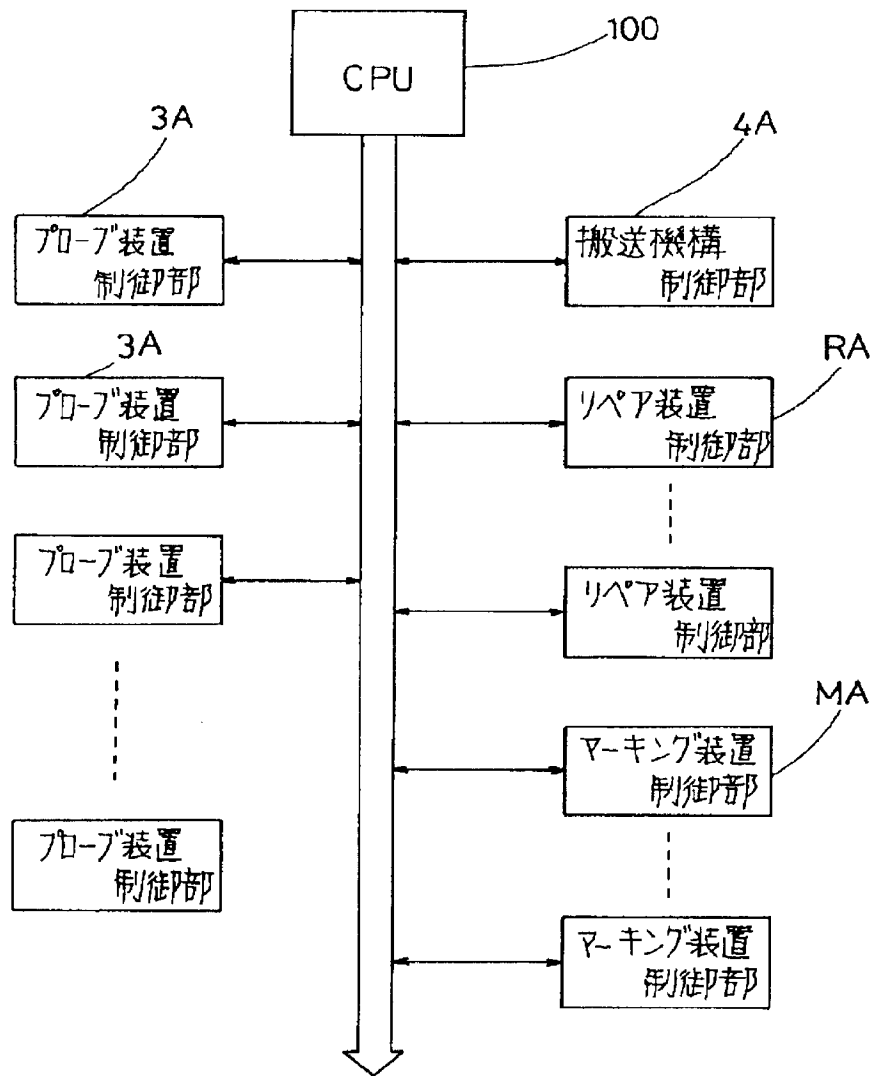 100
CPU
3A
プローブ装置
制御部
3A
プローブ装置
制御部
プローブ装置
制御部
プローブ装置
制御部
4A
搬送機構
制御部
RA
リペア装置
制御部
リペア装置
制御部
MA
マーキング装置
制御部
マーキング装置
制御部